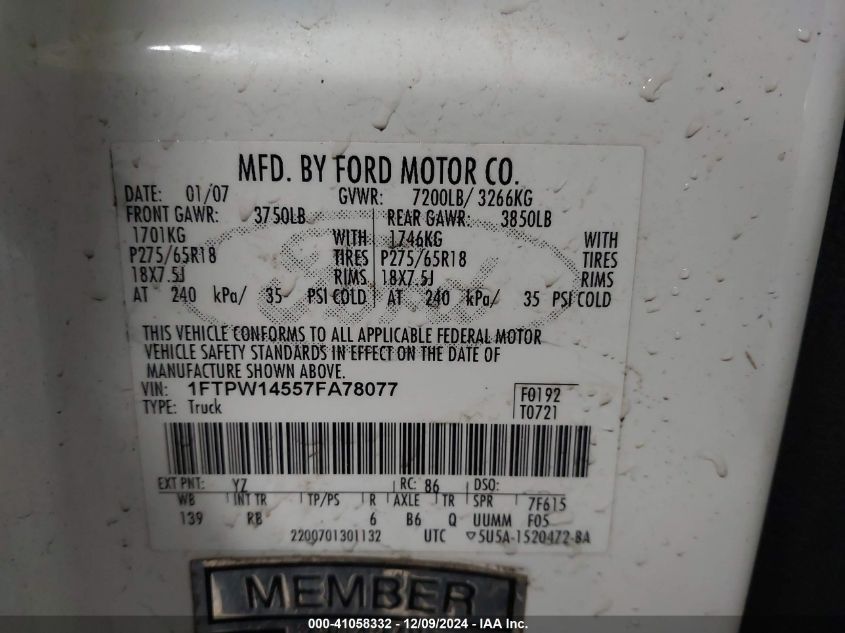 MFD. BY FORD MOTOR CO.
DATE: 01/07 GVWR: 7200LB/ 3266KG
FRONT GAWR: 3750LB REAR GAWR: 3850LB
1701KG WITH 1746KG WITH
P275/65R18 TIRES P275/65R18 TIRES
18X7.5J RIMS 18X7.5J RIMS
AT 240 kPa/ 35 PSI COLD AT 240 kPa/ 35 PSI COLD
THIS VEHICLE CONFORMS TO ALL APPLICABLE FEDERAL MOTOR
VEHICLE SAFETY STANDARDS IN EFFECT ON THE DATE OF
MANUFACTURE SHOWN ABOVE.
VIN: 1FTPW14557FA78077 F0192
TYPE: Truck T0721
EXT PNT: YZ RC: 86 DSO:
WB INT TR TP/PS R AXLE TR SPR 7F615
139 RB 6 B6 Q UUMM F05
2200701301132 UTC ▽5U5A-1520472-BA
MEMBER
000-41058332 - 12/09/2024 - IAA Inc.